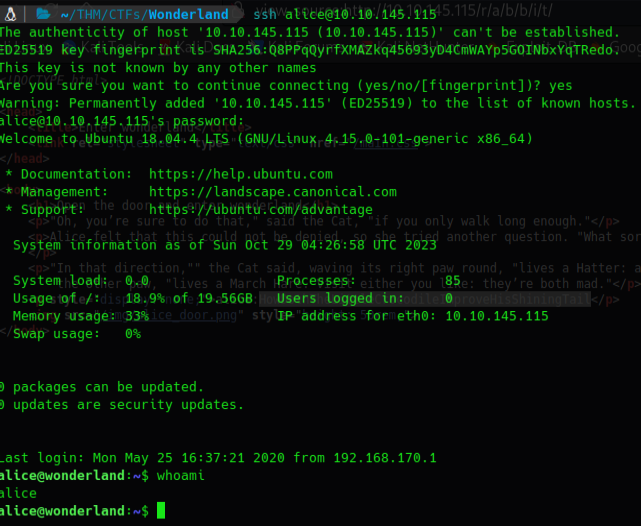 ~/THM/CTFs/Wonderland ssh alice@10.10.145.115
The authenticity of host '10.10.145.115 (10.10.145.115)' can't be established.
ED25519 key fingerprint is SHA256:Q8PPqQyrfXMAZkq45693yD4CmWAYp5GOINbxYqTRedo.
This key is not known by any other names
Are you sure you want to continue connecting (yes/no/[fingerprint])? yes
Warning: Permanently added '10.10.145.115' (ED25519) to the list of known hosts.
alice@10.10.145.115's password:
Welcome to Ubuntu 18.04.4 LTS (GNU/Linux 4.15.0-101-generic x86_64)
* Documentation: https://help.ubuntu.com
* Management: https://landscape.canonical.com
* Support: https://ubuntu.com/advantage
System information as of Sun Oct 29 04:26:58 UTC 2023
System load: 0.0 Processes: 85
Usage of /: 18.9% of 19.56GB Users logged in: 0
Memory usage: 33% IP address for eth0: 10.10.145.115
Swap usage: 0%
0 packages can be updated.
0 updates are security updates.
Last login: Mon May 25 16:37:21 2020 from 192.168.170.1
alice@wonderland:~$ whoami
alice
alice@wonderland:~$